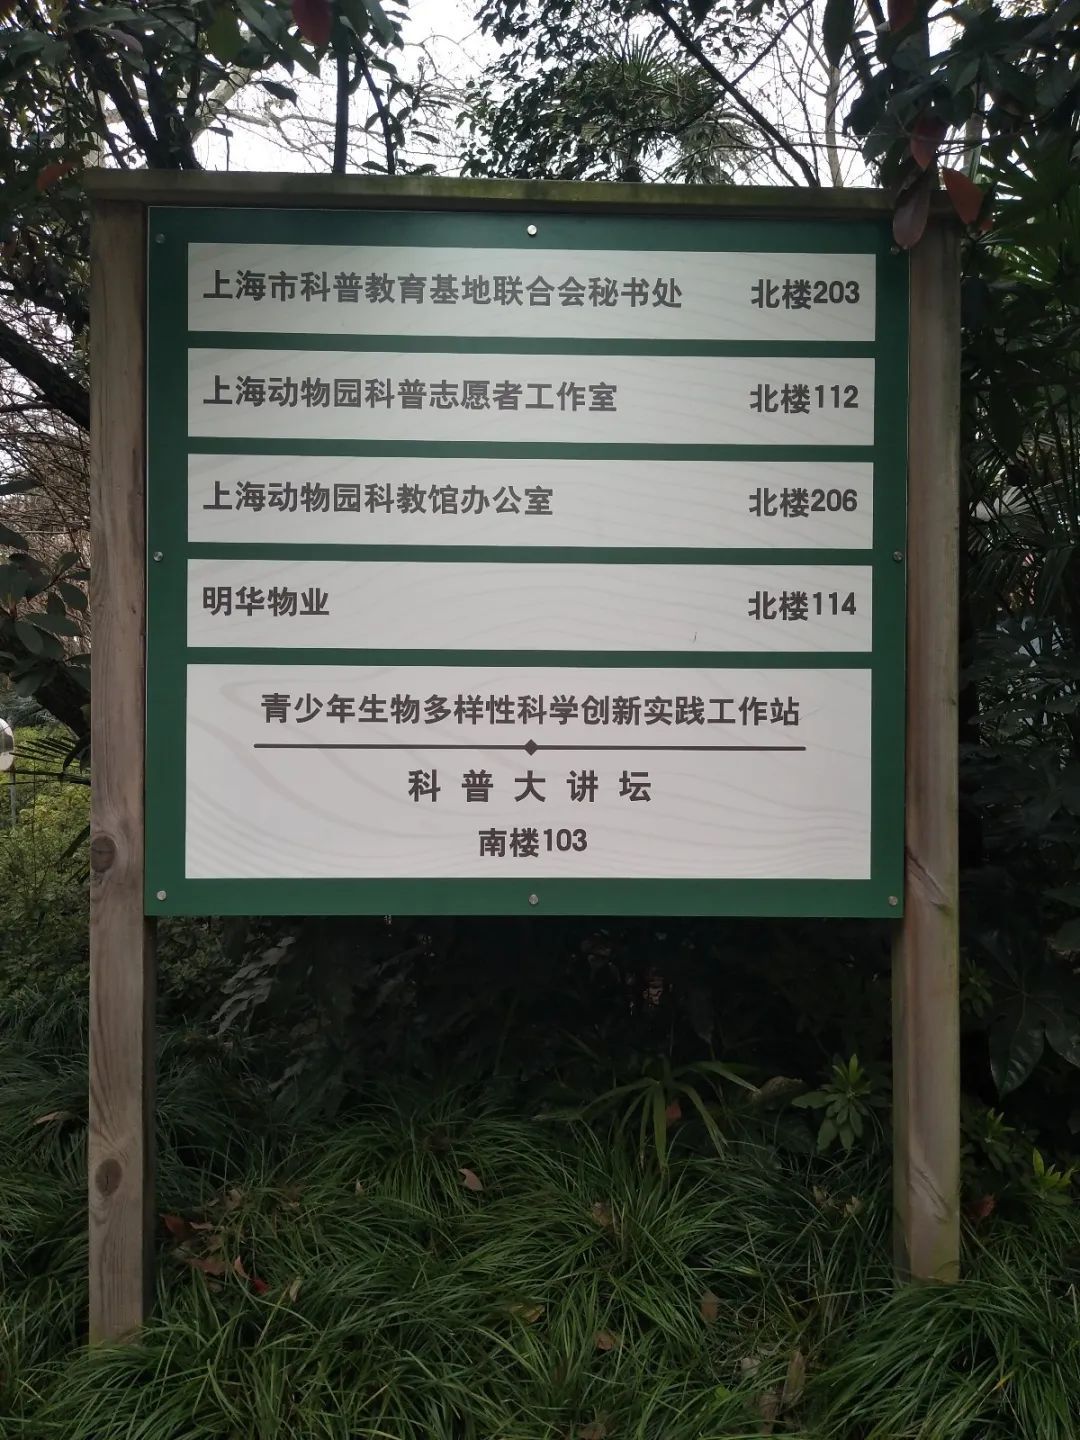 上海市科普教育基地联合会秘书处 北楼203
上海动物园科普志愿者工作室 北楼112
上海动物园科教馆办公室 北楼206
明华物业 北楼114
青少年生物多样性科学创新实践工作站
科普大讲坛
南楼103